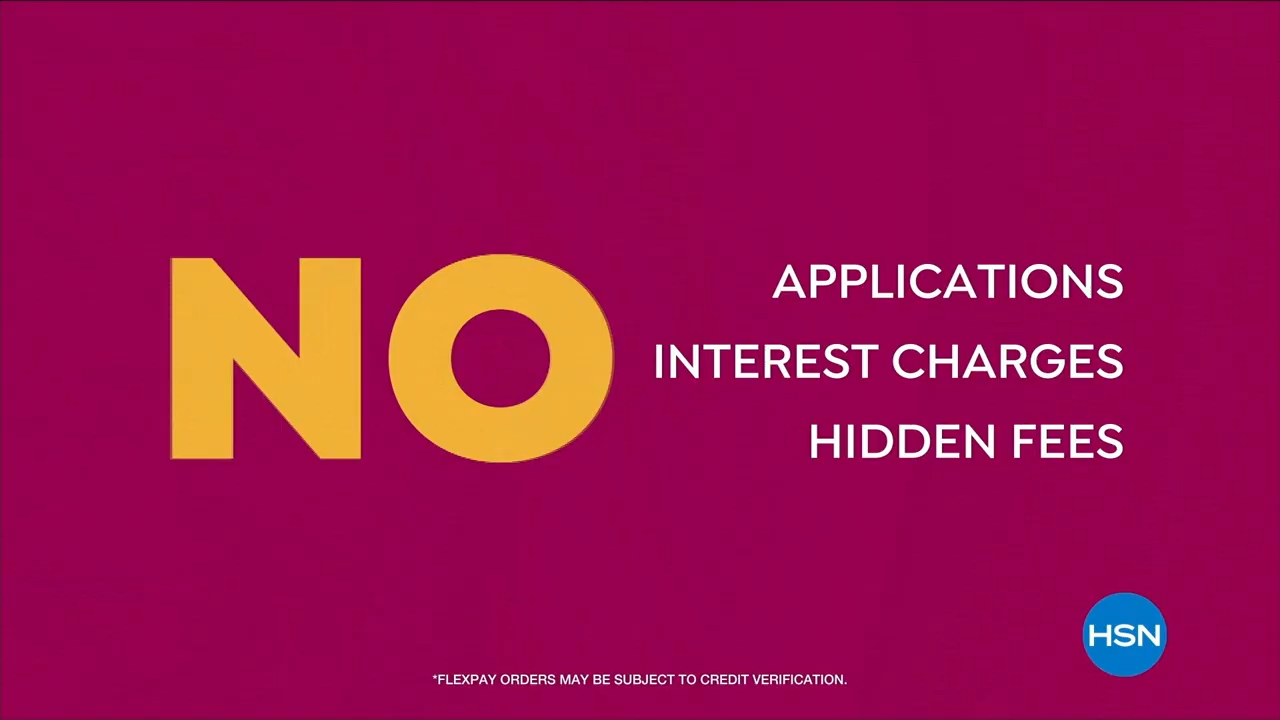 NO
APPLICATIONS
INTEREST CHARGES
HIDDEN FEES
HSN
*FLEXPAY ORDERS MAY BE SUBJECT TO CREDIT VERIFICATION.